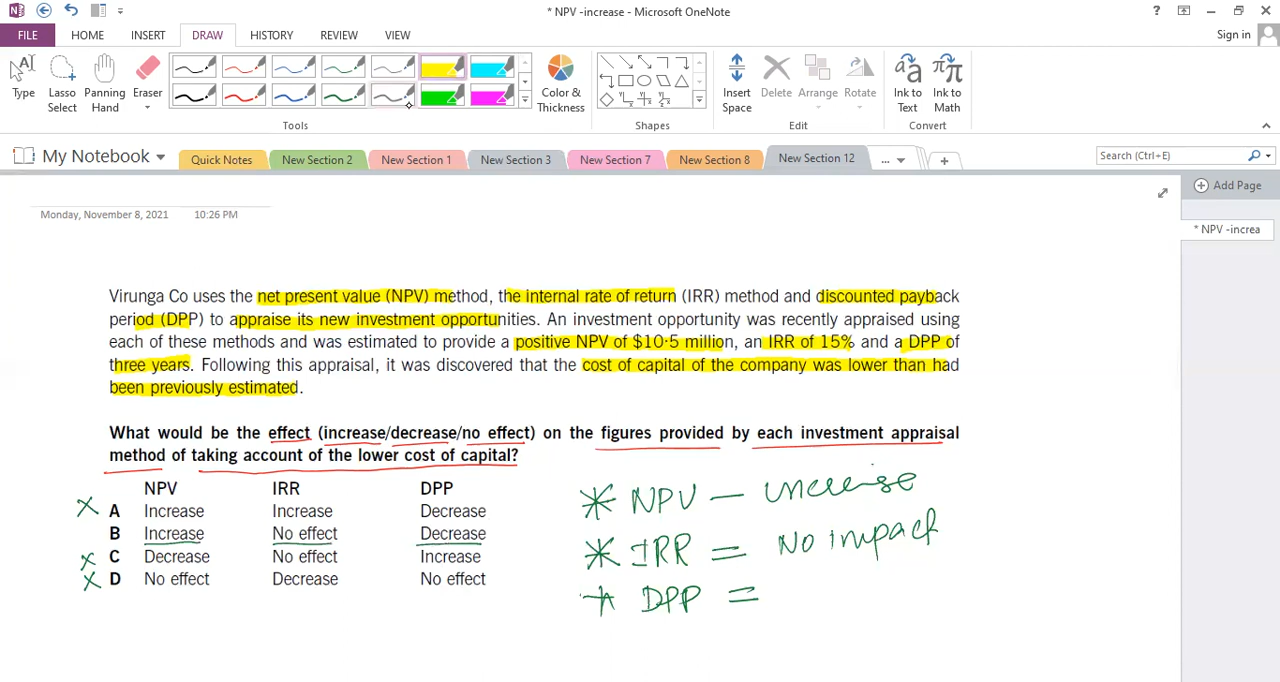 * NPV -increase - Microsoft OneNote
?
Sign in
FILE HOME INSERT DRAW HISTORY REVIEW VIEW
Type
Lasso Select
Panning Hand
Eraser
Color & Thickness
Insert Space
Delete
Arrange
Rotate
Ink to Text
Ink to Math
Tools
Shapes
Edit
Convert
My Notebook
Quick Notes
New Section 2
New Section 1
New Section 3
New Section 7
New Section 8
New Section 12
...
Search (Ctrl+E)
Add Page
* NPV -increa
Monday, November 8, 2021 10:26 PM
Virunga Co uses the net present value (NPV) method, the internal rate of return (IRR) method and discounted payback
period (DPP) to appraise its new investment opportunities. An investment opportunity was recently appraised using
each of these methods and was estimated to provide a positive NPV of $10·5 million, an IRR of 15% and a DPP of
three years. Following this appraisal, it was discovered that the cost of capital of the company was lower than had
been previously estimated.
What would be the effect (increase/decrease/no effect) on the figures provided by each investment appraisal
method of taking account of the lower cost of capital?
NPV IRR DPP
A Increase Increase Decrease
B Increase No effect Decrease
C Decrease No effect Increase
D No effect Decrease No effect
* NPV — increase
* IRR = No impact
* DPP =